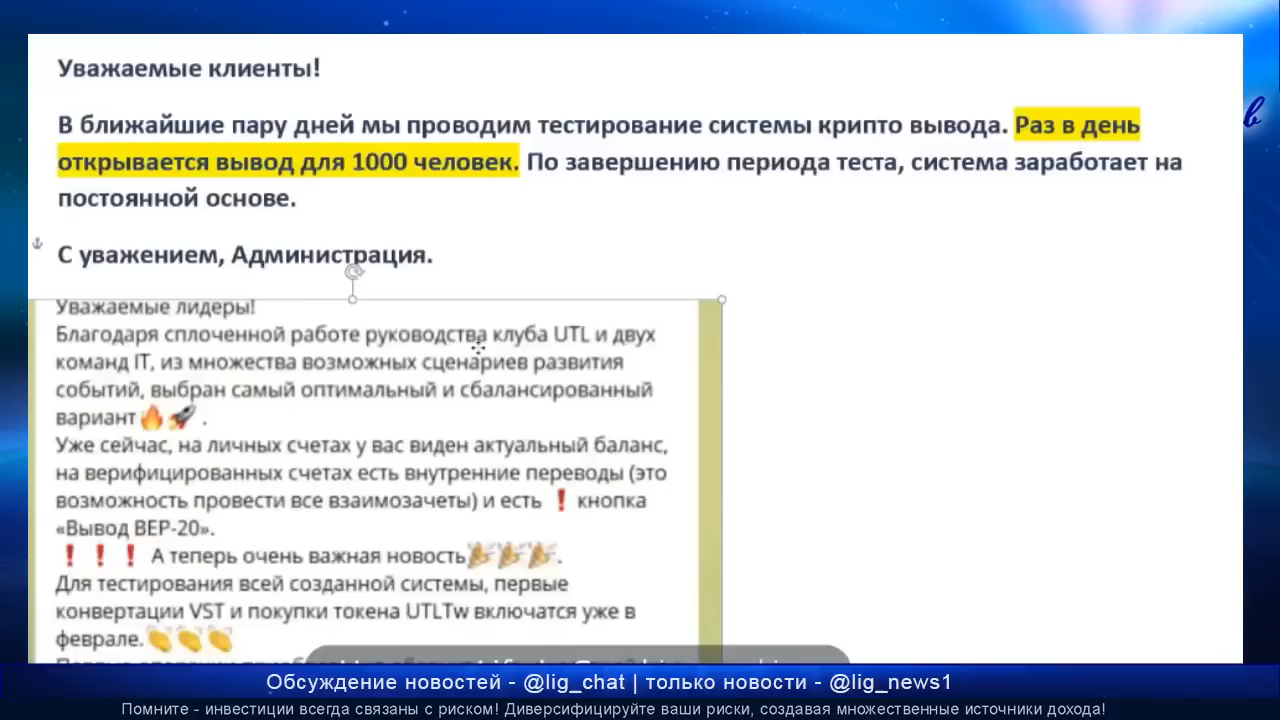 Уважаемые клиенты!
В ближайшие пару дней мы проводим тестирование системы крипто вывода. Раз в день
открывается вывод для 1000 человек. По завершению периода теста, система заработает на
постоянной основе.
С уважением, Администрация.
Уважаемые лидеры!
Благодаря сплоченной работе руководства клуба UTL и двух
команд IT, из множества возможных сценариев развития
событий, выбран самый оптимальный и сбалансированный
вариант🔥🚀 .
Уже сейчас, на личных счетах у вас виден актуальный баланс,
на верифицированных счетах есть внутренние переводы (это
возможность провести все взаимозачеты) и есть ❗ кнопка
«Вывод BEP-20».
❗❗❗ А теперь очень важная новость🎉🎉🎉.
Для тестирования всей созданной системы, первые
конвертации VST и покупки токена UTLTw включатся уже в
феврале.👏👏👏
Обсуждение новостей - @lig_chat | только новости - @lig_news1
Помните - инвестиции всегда связаны с риском! Диверсифицируйте ваши риски, создавая множественные источники дохода!